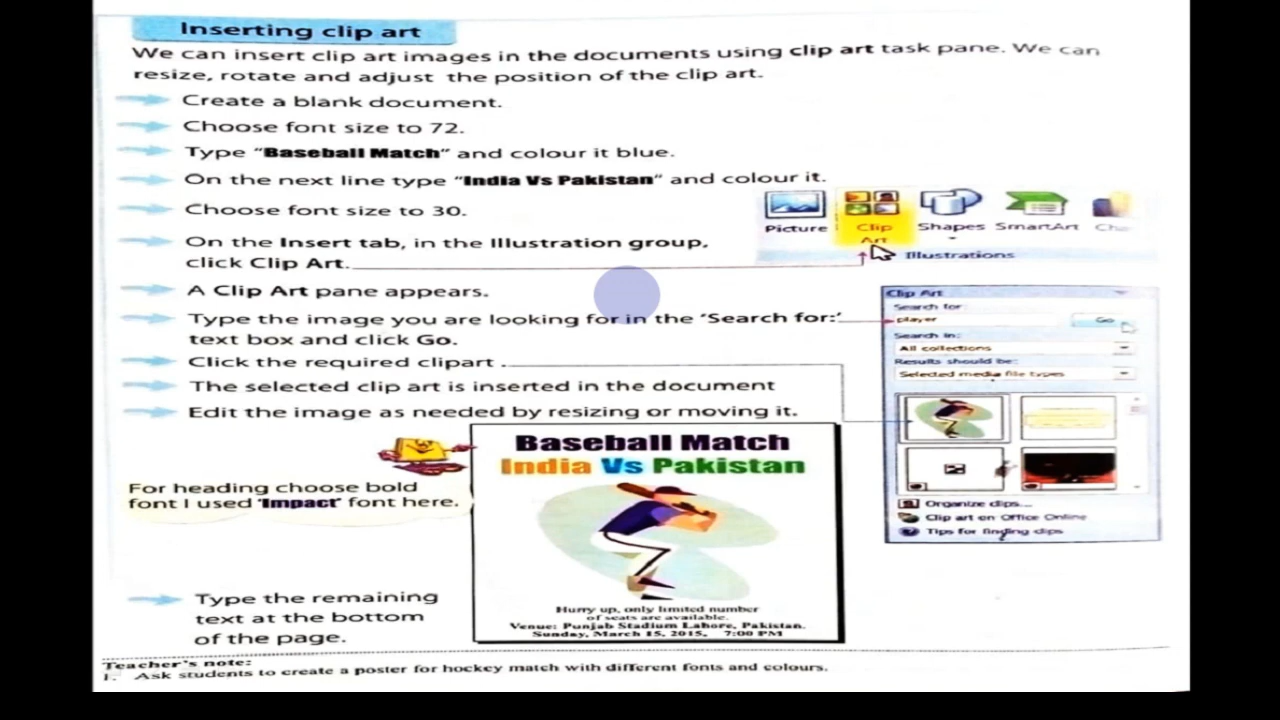 Inserting clip art
We can insert clip art images in the documents using clip art task pane. We can
resize, rotate and adjust the position of the clip art.
Create a blank document.
Choose font size to 72.
Type "Baseball Match" and colour it blue.
On the next line type "India Vs Pakistan" and colour it.
Choose font size to 30.
On the Insert tab, in the Illustration group,
click Clip Art.
Picture Clip Art Shapes SmartArt
Illustrations
A Clip Art pane appears.
Type the image you are looking for in the 'Search for:'
text box and click Go.
Click the required clipart .
The selected clip art is inserted in the document
Edit the image as needed by resizing or moving it.
Clip Art
Search for:
player Go
Search in:
All collections
Results should be:
Selected media file types
Organize clips...
Clip art on Office Online
Tips for finding clips
For heading choose bold
font I used 'Impact' font here.
Baseball Match
India Vs Pakistan
Hurry up, only limited number
of seats are available.
Venue: Punjab Stadium Lahore, Pakistan.
Sunday, March 15, 2015, 7:00 PM
Type the remaining
text at the bottom
of the page.
Teacher's note:
1. Ask students to create a poster for hockey match with different fonts and colours.